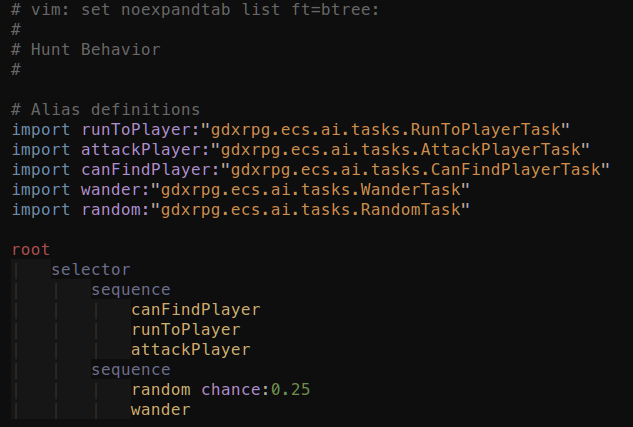 # vim: set noexpandtab list ft=btree:
#
# Hunt Behavior
#

# Alias definitions
import runToPlayer:"gdxrpg.ecs.ai.tasks.RunToPlayerTask"
import attackPlayer:"gdxrpg.ecs.ai.tasks.AttackPlayerTask"
import canFindPlayer:"gdxrpg.ecs.ai.tasks.CanFindPlayerTask"
import wander:"gdxrpg.ecs.ai.tasks.WanderTask"
import random:"gdxrpg.ecs.ai.tasks.RandomTask"

root
|   selector
|   |   sequence
|   |   |   canFindPlayer
|   |   |   runToPlayer
|   |   |   attackPlayer
|   |   sequence
|   |   |   random chance:0.25
|   |   |   wander